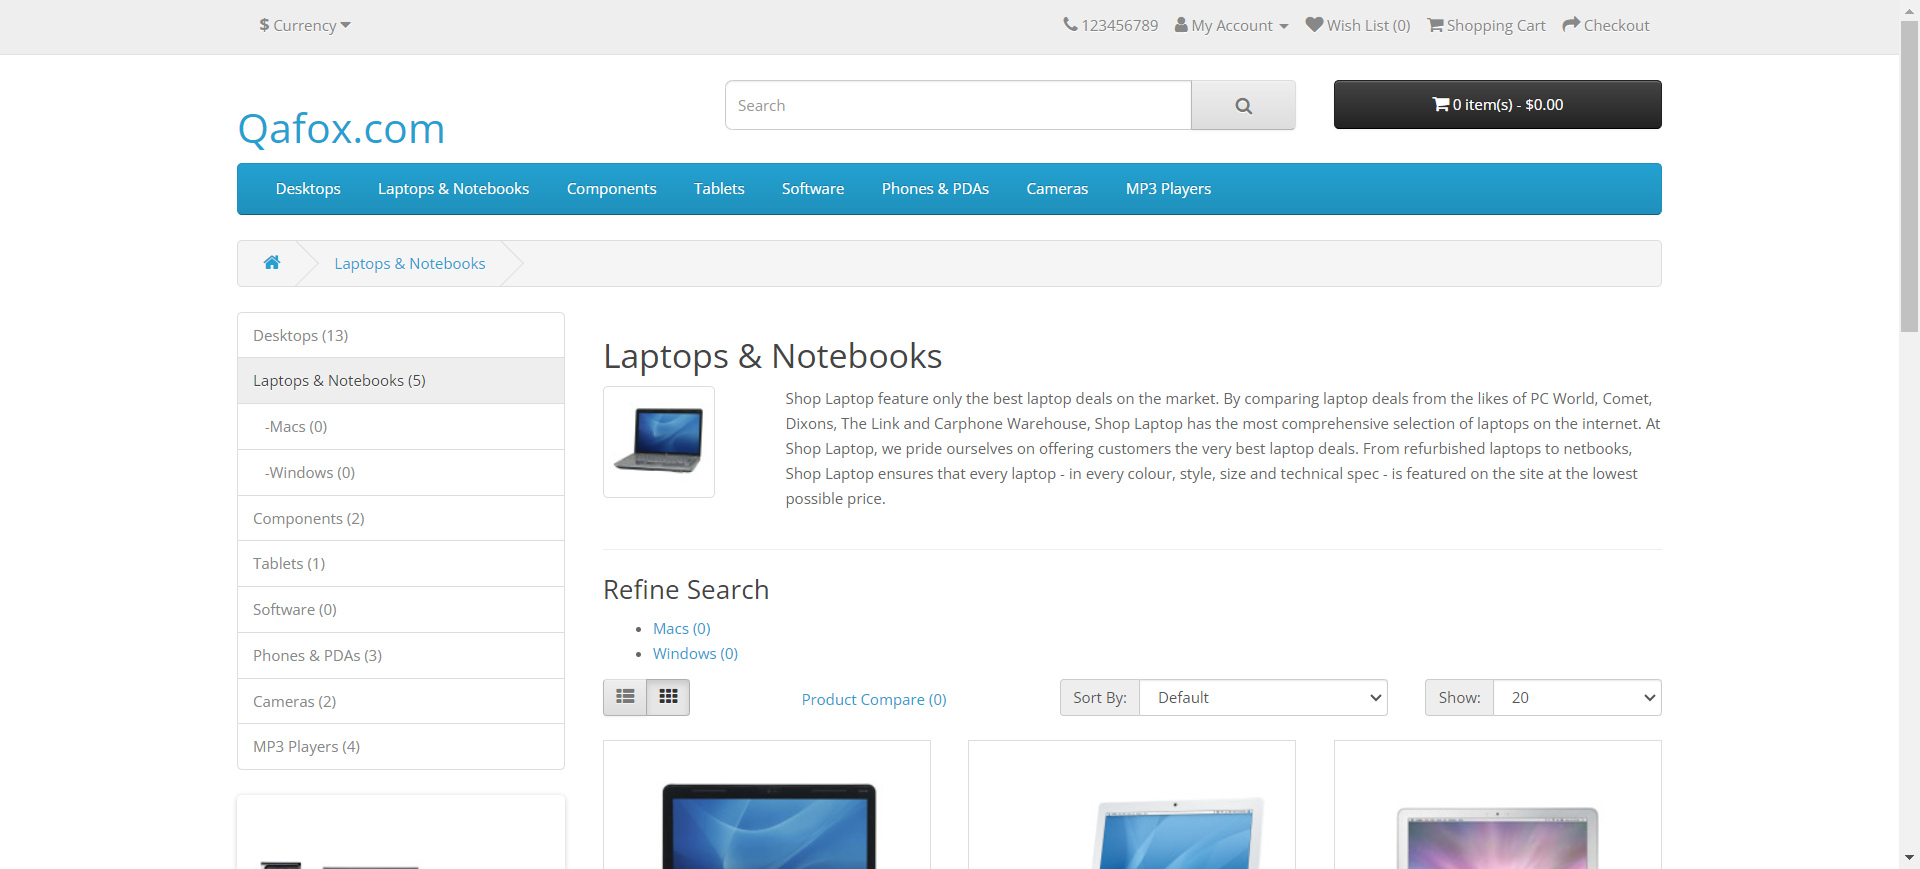 $ Currency
123456789 My Account Wish List (0) Shopping Cart Checkout
Qafox.com
Search
0 item(s) - $0.00
Desktops Laptops & Notebooks Components Tablets Software Phones & PDAs Cameras MP3 Players
Laptops & Notebooks
Desktops (13)
Laptops & Notebooks (5)
-Macs (0)
-Windows (0)
Components (2)
Tablets (1)
Software (0)
Phones & PDAs (3)
Cameras (2)
MP3 Players (4)
Laptops & Notebooks
Shop Laptop feature only the best laptop deals on the market. By comparing laptop deals from the likes of PC World, Comet,
Dixons, The Link and Carphone Warehouse, Shop Laptop has the most comprehensive selection of laptops on the internet. At
Shop Laptop, we pride ourselves on offering customers the very best laptop deals. From refurbished laptops to netbooks,
Shop Laptop ensures that every laptop - in every colour, style, size and technical spec - is featured on the site at the lowest
possible price.
Refine Search
Macs (0)
Windows (0)
Product Compare (0)
Sort By: Default
Show: 20